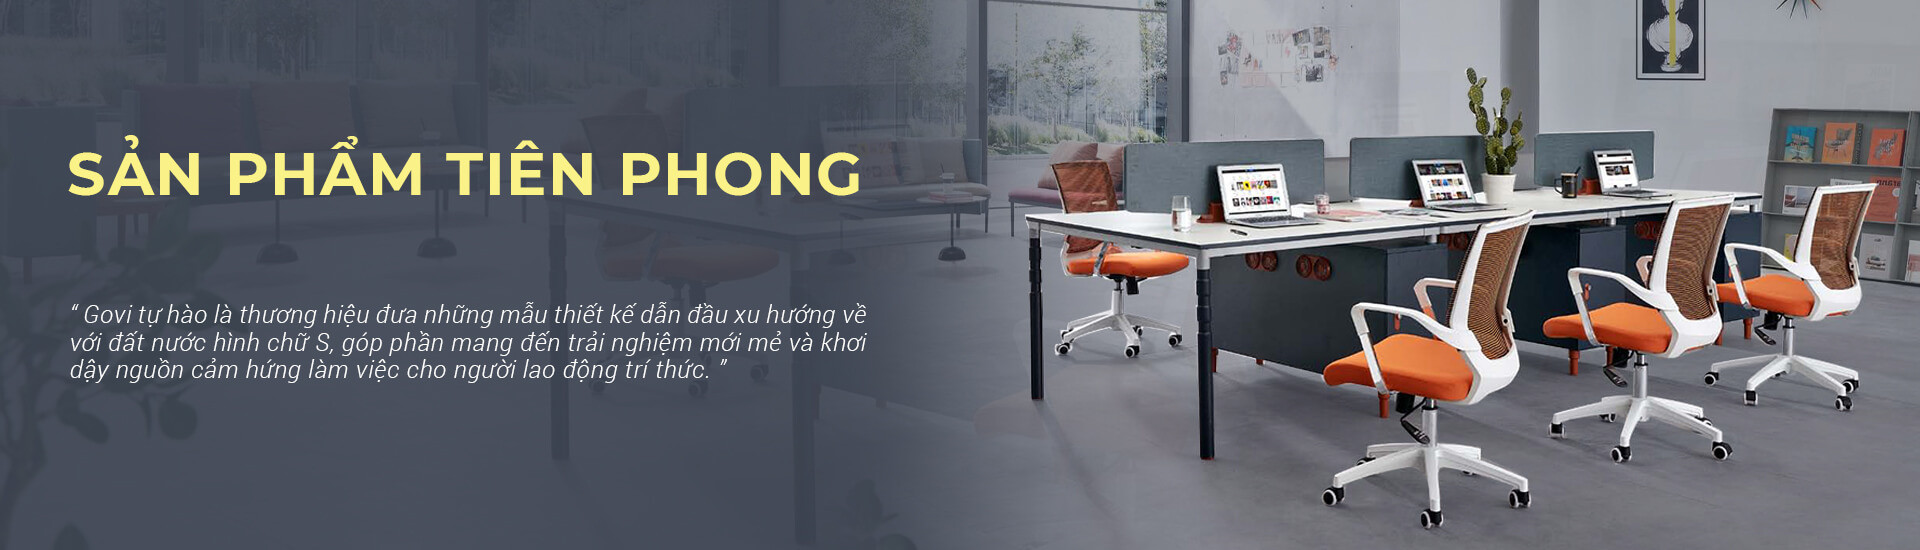 SẢN PHẨM TIÊN PHONG
“ Govi tự hào là thương hiệu đưa những mẫu thiết kế dẫn đầu xu hướng về
với đất nước hình chữ S, góp phần mang đến trải nghiệm mới mẻ và khơi
dậy nguồn cảm hứng làm việc cho người lao động trí thức. ”